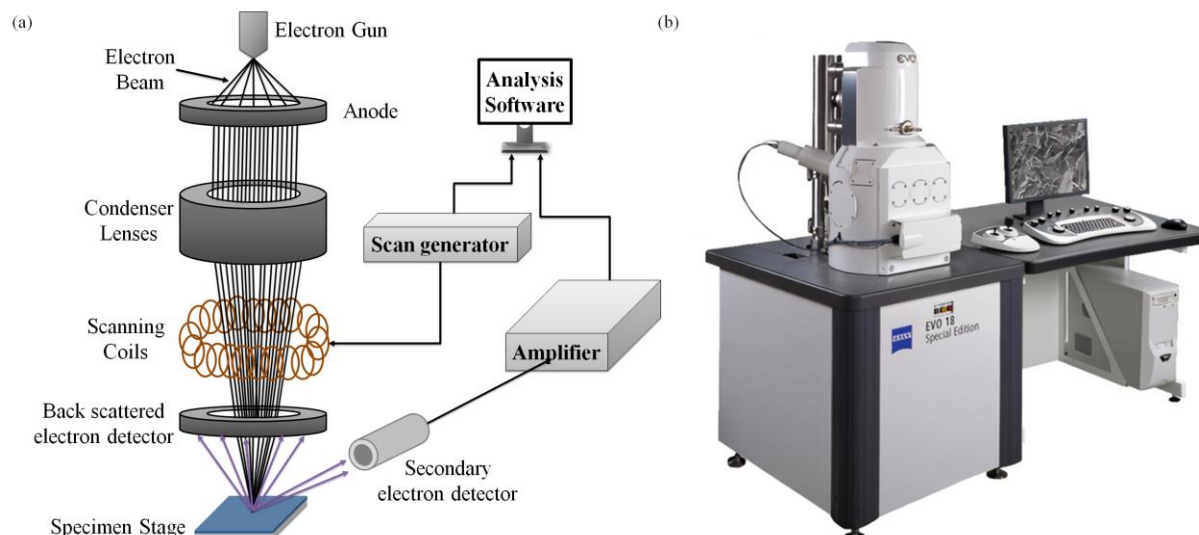 (a)
Electron Gun
Electron
Beam
Anode
Analysis
Software
Condenser
Lenses
Scan generator
Scanning
Coils
Amplifier
Back scattered
electron detector
Secondary
electron detector
Specimen Stage
(b)
EVO
ZEISS
EVO 18
Special Edition